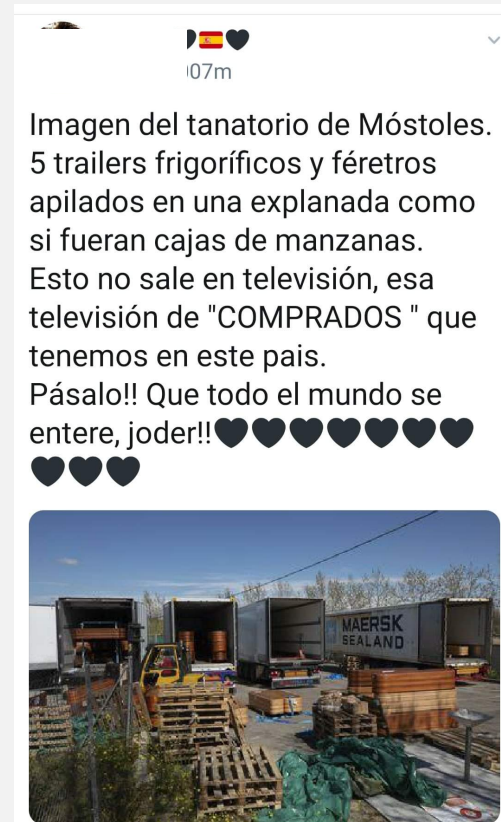 07m
Imagen del tanatorio de Móstoles.
5 trailers frigoríficos y féretros
apilados en una explanada como
si fueran cajas de manzanas.
Esto no sale en televisión, esa
televisión de "COMPRADOS " que
tenemos en este pais.
Pásalo!! Que todo el mundo se
entere, joder!!🖤🖤🖤🖤🖤🖤🖤
🖤🖤🖤
MAERSK
SEALAND